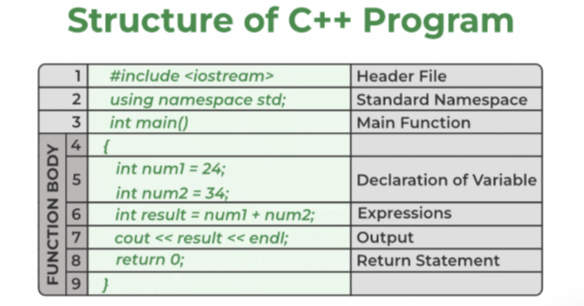 Structure of C++ Program
1 #include <iostream> Header File
2 using namespace std; Standard Namespace
3 int main() Main Function
FUNCTION BODY
4 {
5 int num1 = 24;
int num2 = 34;
Declaration of Variable
6 int result = num1 + num2; Expressions
7 cout << result << endl; Output
8 return 0; Return Statement
9 }